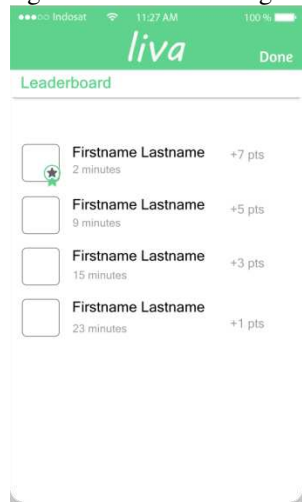 Indosat 11:27 AM 100 %
liva
Done
Leaderboard
Firstname Lastname +7 pts
2 minutes
Firstname Lastname +5 pts
9 minutes
Firstname Lastname +3 pts
15 minutes
Firstname Lastname +1 pts
23 minutes